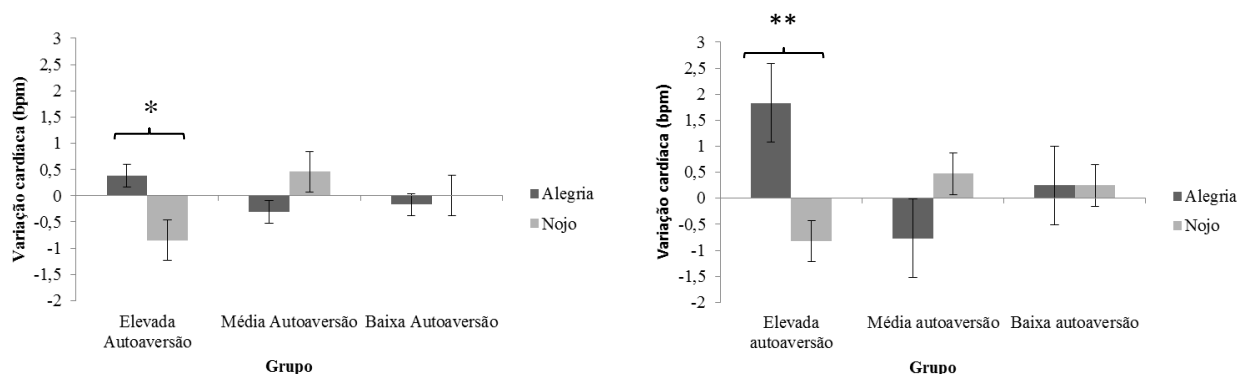 Variação cardíaca (bpm)
3
2,5
2
1,5
1
0,5
0
-0,5
-1
-1,5
-2
*
Elevada
Autoaversão
Média Autoaversão
Baixa Autoaversão
Grupo
Alegria
Nojo
Variação cardíaca (bpm)
3
2,5
2
1,5
1
0,5
0
-0,5
-1
-1,5
-2
**
Elevada
autoaversão
Média autoaversão
Baixa autoaversão
Grupo
Alegria
Nojo